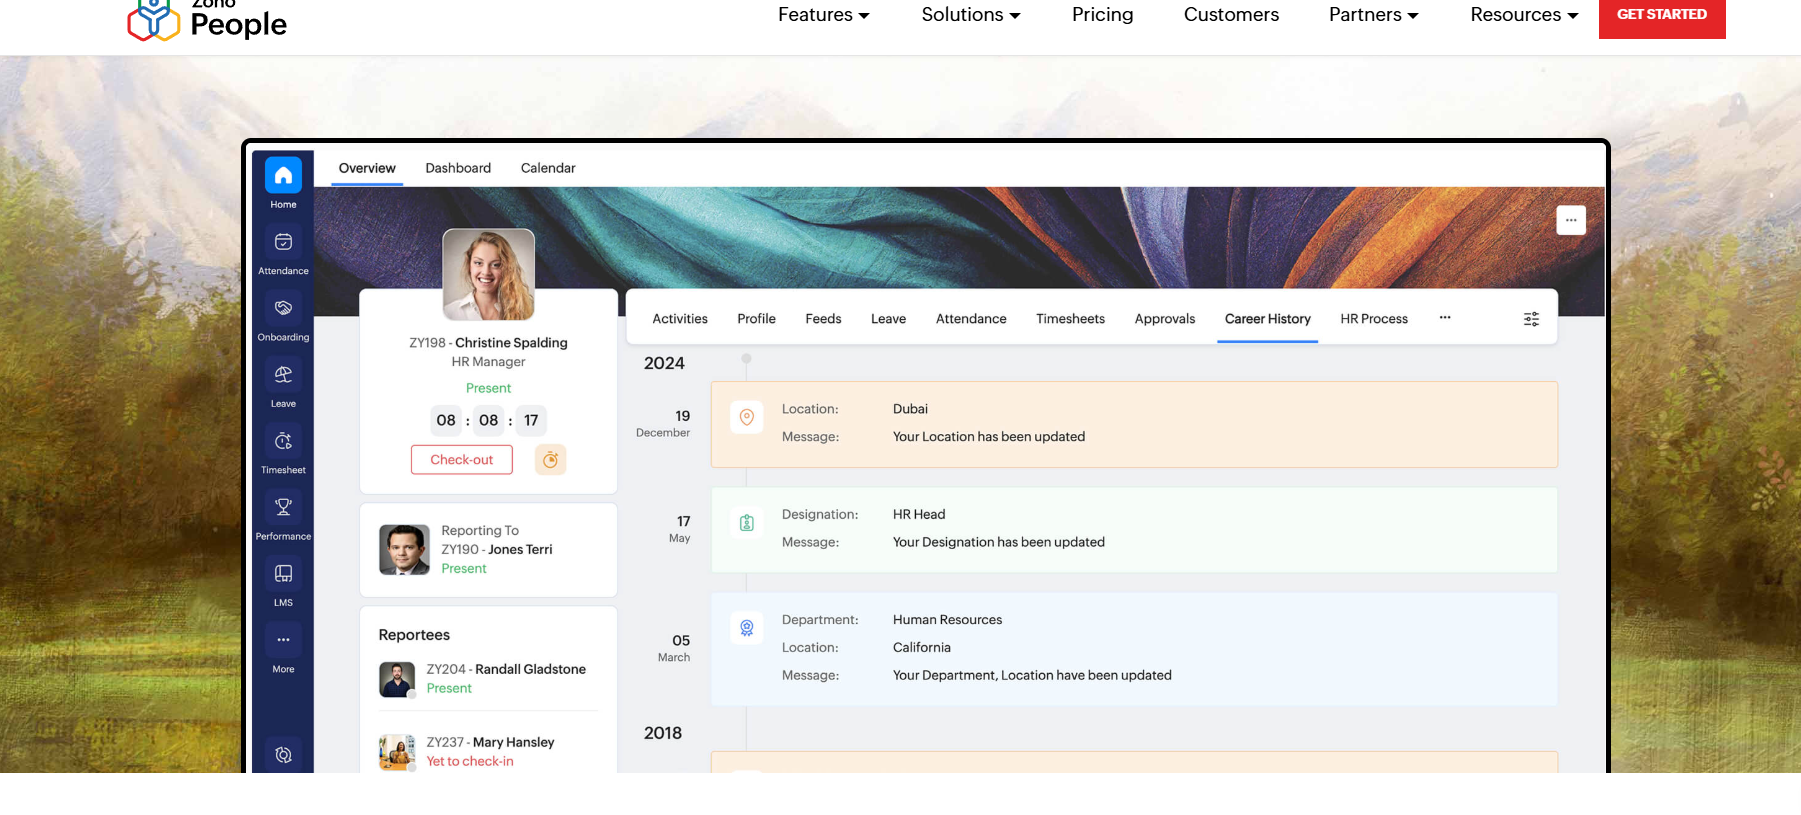 Zoho
People
Features
Solutions
Pricing
Customers
Partners
Resources
GET STARTED
Overview
Dashboard
Calendar
Home
Attendance
Onboarding
Leave
Timesheet
Performance
LMS
More
ZY198 - Christine Spalding
HR Manager
Present
08 : 08 : 17
Check-out
Reporting To
ZY190 - Jones Terri
Present
Reportees
ZY204 - Randall Gladstone
Present
ZY237 - Mary Hansley
Yet to check-in
Activities
Profile
Feeds
Leave
Attendance
Timesheets
Approvals
Career History
HR Process
2024
19
December
Location: Dubai
Message: Your Location has been updated
17
May
Designation: HR Head
Message: Your Designation has been updated
05
March
Department: Human Resources
Location: California
Message: Your Department, Location have been updated
2018